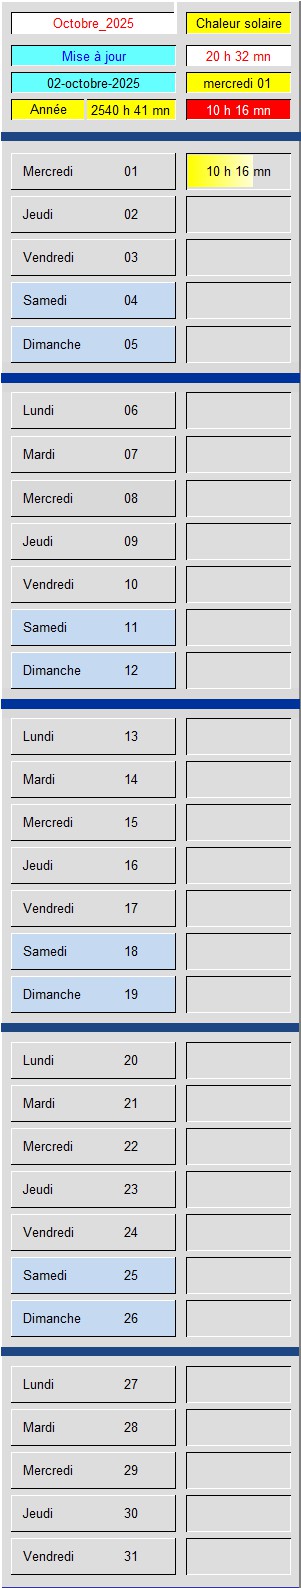 Octobre_2025 Chaleur solaire
Mise à jour 20 h 32 mn
02-octobre-2025 mercredi 01
Année 2540 h 41 mn 10 h 16 mn
Mercredi 01 10 h 16 mn
Jeudi 02
Vendredi 03
Samedi 04
Dimanche 05
Lundi 06
Mardi 07
Mercredi 08
Jeudi 09
Vendredi 10
Samedi 11
Dimanche 12
Lundi 13
Mardi 14
Mercredi 15
Jeudi 16
Vendredi 17
Samedi 18
Dimanche 19
Lundi 20
Mardi 21
Mercredi 22
Jeudi 23
Vendredi 24
Samedi 25
Dimanche 26
Lundi 27
Mardi 28
Mercredi 29
Jeudi 30
Vendredi 31